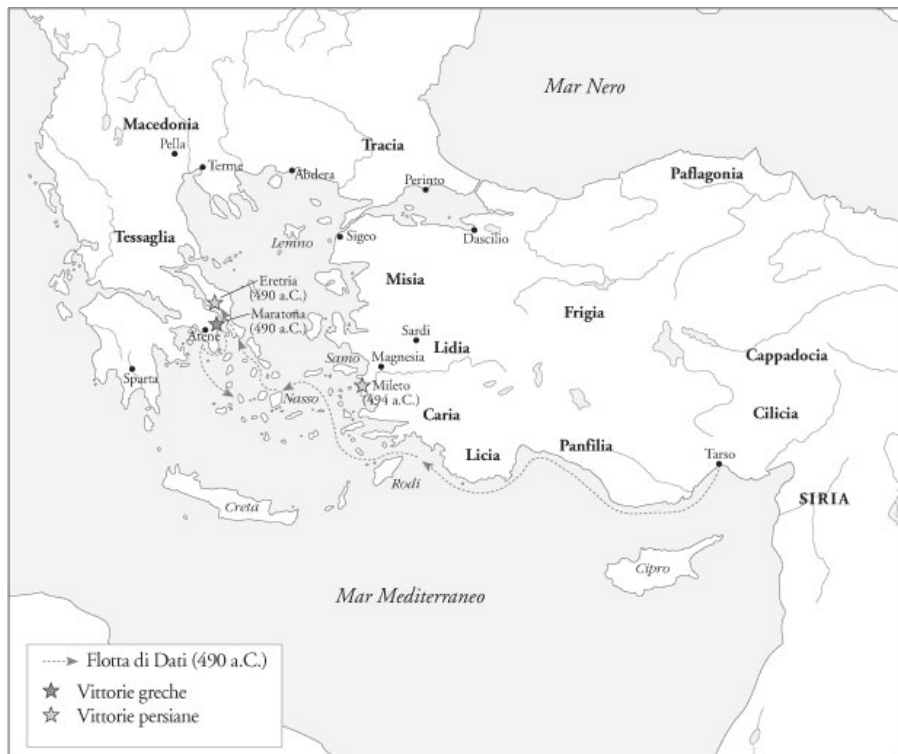 Mar Nero
Macedonia
Pella
Tracia
Terme
Abdera
Perinto
Paflagonia
Tessaglia
Lemno
Sigeo
Dascilio
Eretria
(490 a.C.)
Misia
Maratona
(490 a.C.)
Frigia
Atene
Sardi
Lidia
Samo
Magnesia
Cappadocia
Sparta
Nasso
Mileto
(494 a.C.)
Caria
Cilicia
Licia
Panfilia
Tarso
Rodi
SIRIA
Creta
Cipro
Mar Mediterraneo
Flotta di Dati (490 a.C.)
Vittorie greche
Vittorie persiane